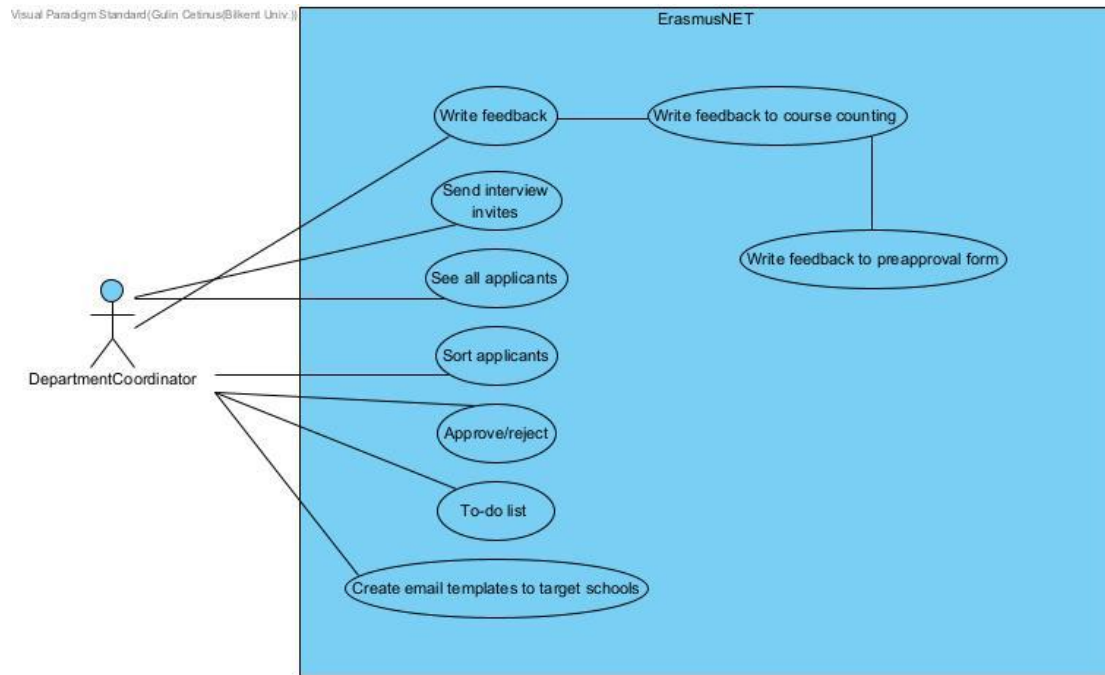 Visual Paradigm Standard(Gulin Cetinus(Bilkent Univ.))
ErasmusNET
Write feedback
Write feedback to course counting
Send interview
invites
Write feedback to preapproval form
See all applicants
Sort applicants
DepartmentCoordinator
Approve/reject
To-do list
Create email templates to target schools